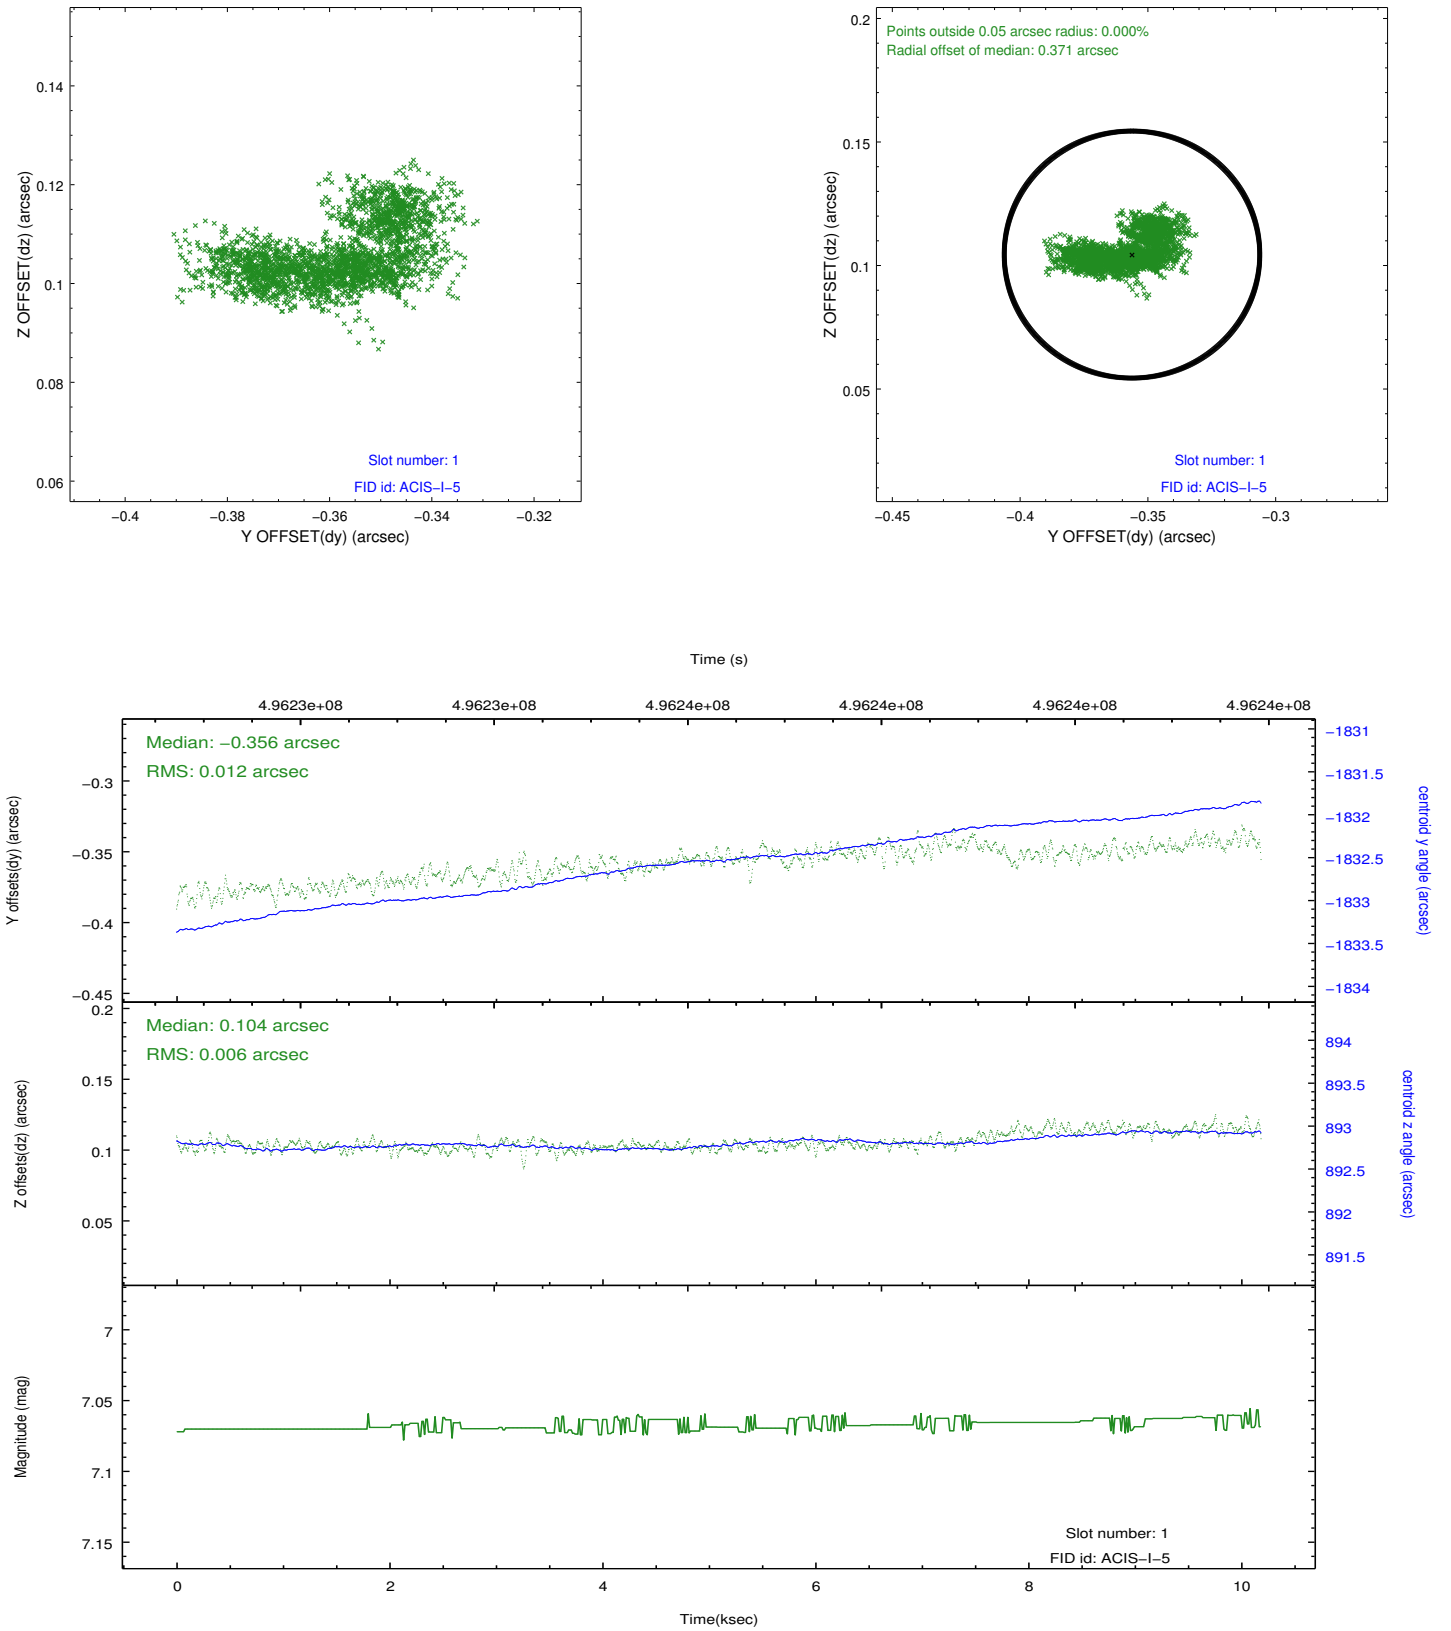 0.14
0.12
0.1
0.08
0.06
Z OFFSET(dz) (arcsec)
Slot number: 1
FID id: ACIS−I−5
−0.4
−0.38
−0.36
−0.34
−0.32
Y OFFSET(dy) (arcsec)
Points outside 0.05 arcsec radius: 0.000%
Radial offset of median: 0.371 arcsec
0.2
0.15
0.1
0.05
Z OFFSET(dz) (arcsec)
Slot number: 1
FID id: ACIS−I−5
−0.45
−0.4
−0.35
−0.3
Y OFFSET(dy) (arcsec)
Time (s)
4.9623e+08
4.9623e+08
4.9624e+08
4.9624e+08
4.9624e+08
4.9624e+08
Median: −0.356 arcsec
RMS: 0.012 arcsec
−0.3
−0.35
−0.4
−0.45
Y offsets(dy) (arcsec)
−1831
−1831.5
−1832
−1832.5
−1833
−1833.5
−1834
centroid y angle (arcsec)
Median: 0.104 arcsec
RMS: 0.006 arcsec
0.2
0.15
0.1
0.05
Z offsets(dz) (arcsec)
894
893.5
893
892.5
892
891.5
centroid z angle (arcsec)
7
7.05
7.1
7.15
Magnitude (mag)
Slot number: 1
FID id: ACIS−I−5
0
2
4
6
8
10
Time(ksec)